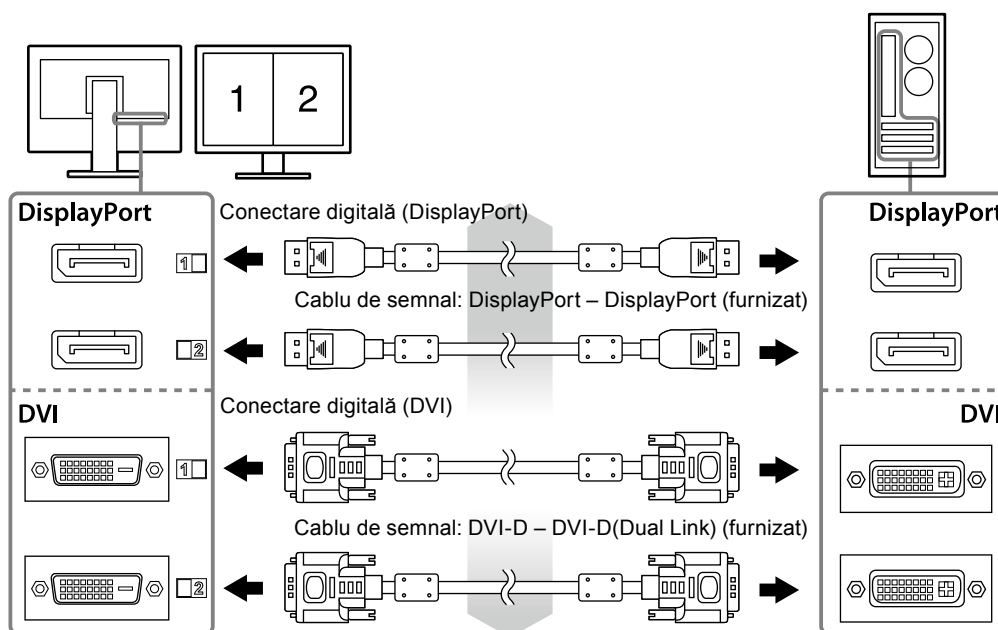 1 2
DisplayPort
Conectare digitală (DisplayPort)
DisplayPort
1
Cablu de semnal: DisplayPort – DisplayPort (furnizat)
2
DVI
Conectare digitală (DVI)
DVI
1
Cablu de semnal: DVI-D – DVI-D(Dual Link) (furnizat)
2